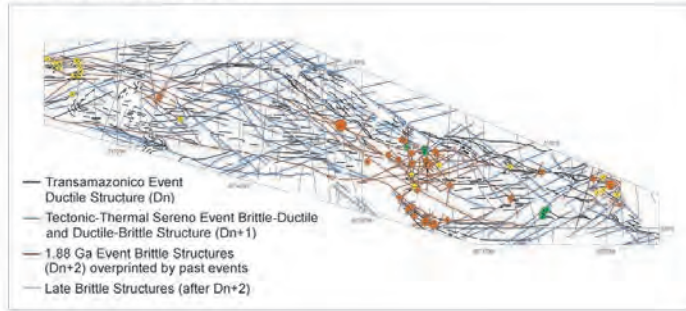 Transamazonico Event
Ductile Structure (Dn)
Tectonic-Thermal Sereno Event Brittle-Ductile
and Ductile-Brittle Structure (Dn+1)
1.88 Ga Event Brittle Structures
(Dn+2) overprinted by past events
Late Brittle Structures (after Dn+2)